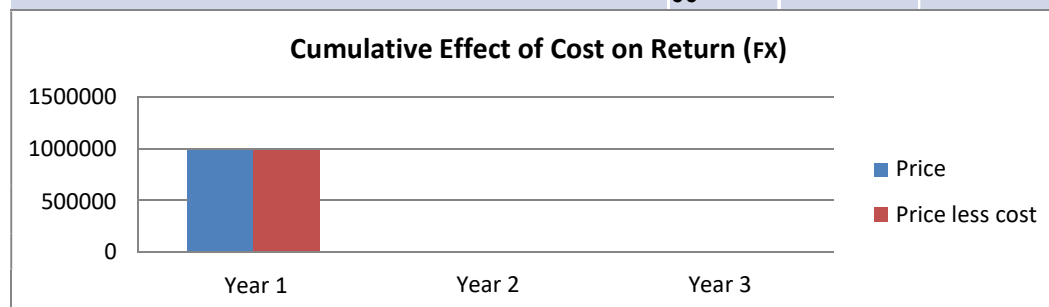 Cumulative Effect of Cost on Return (FX)
1500000
1000000
500000
0
Year 1 Year 2 Year 3
Price
Price less cost